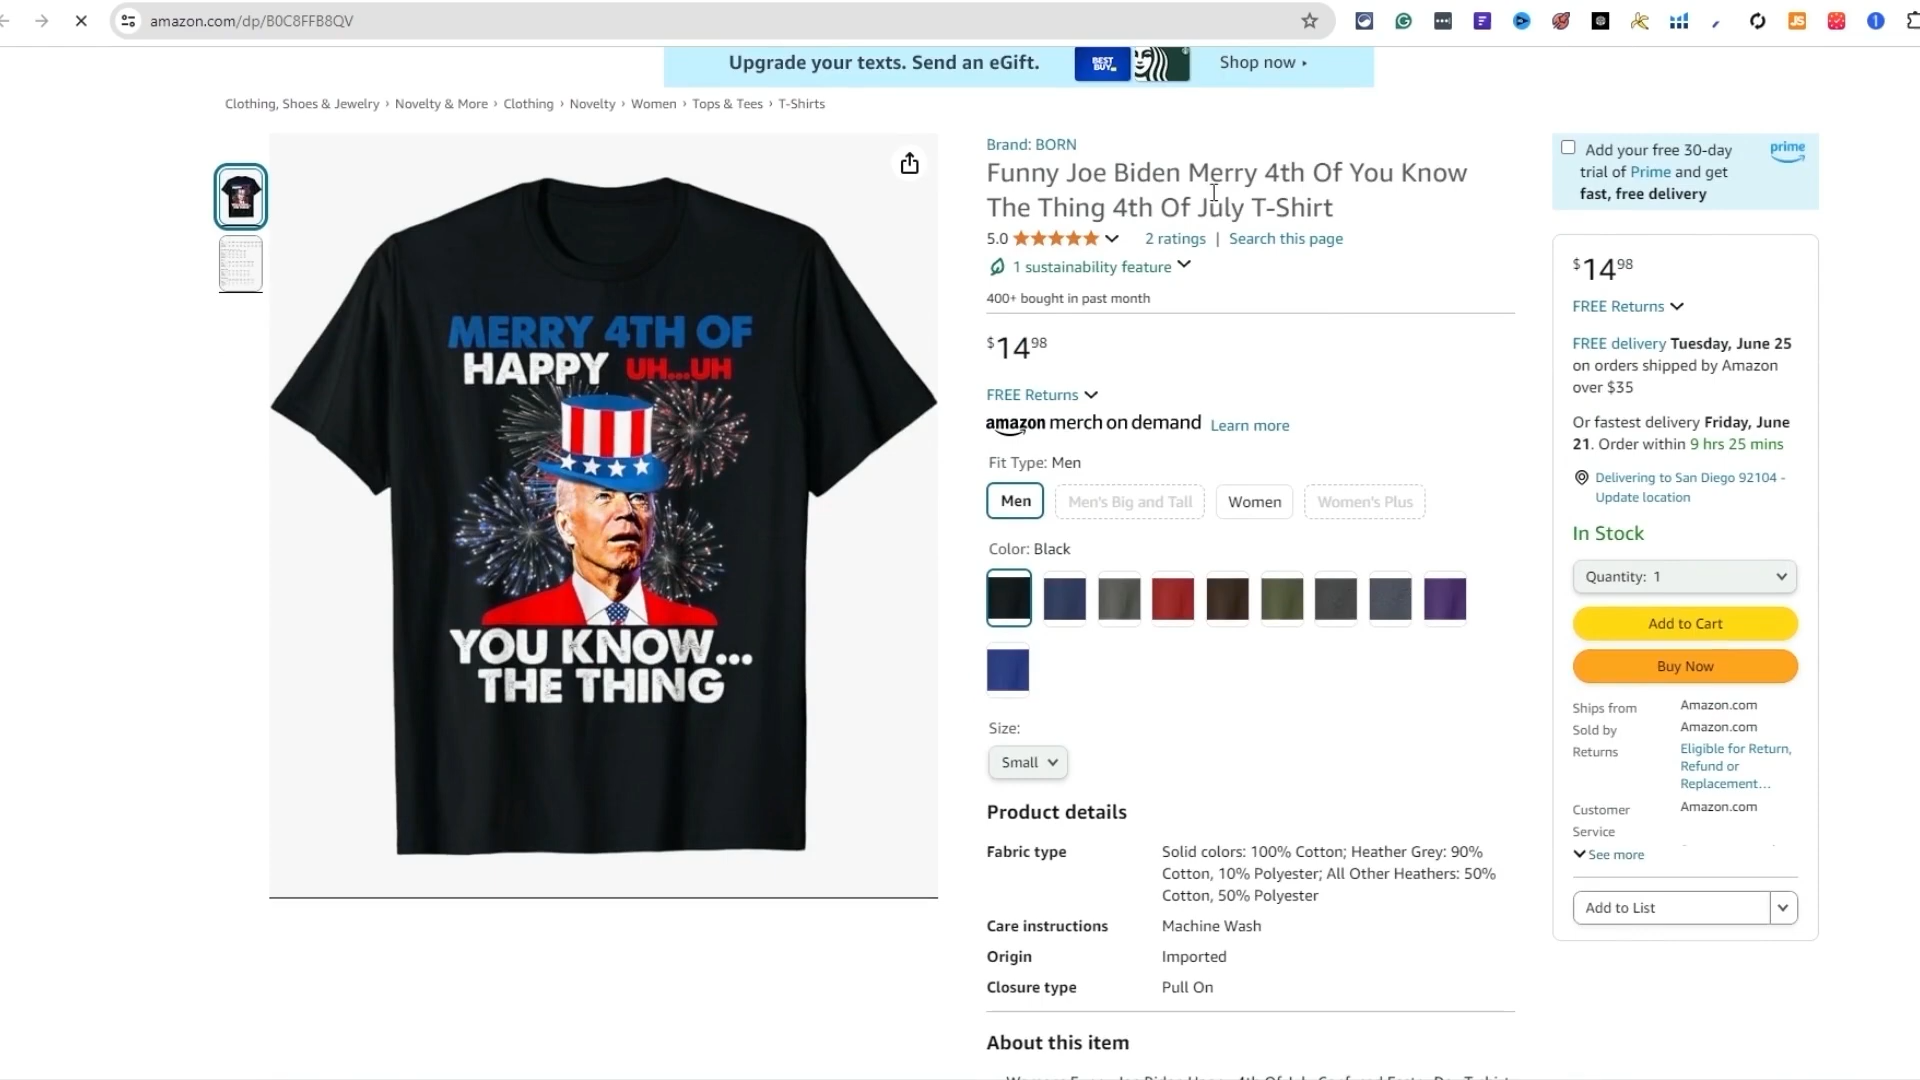 amazon.com/dp/B0C8FFB8QV
Upgrade your texts. Send an eGift.
BEST BUY
Shop now
Clothing, Shoes & Jewelry › Novelty & More › Clothing › Novelty › Women › Tops & Tees › T-Shirts
MERRY 4TH OF
HAPPY UH...UH
YOU KNOW...
THE THING
Brand: BORN
Funny Joe Biden Merry 4th Of You Know
The Thing 4th Of July T-Shirt
5.0
2 ratings | Search this page
1 sustainability feature
400+ bought in past month
$14 98
FREE Returns
amazon merch on demand Learn more
Fit Type: Men
Men
Men's Big and Tall
Women
Women's Plus
Color: Black
Size:
Small
Product details
Fabric type
Solid colors: 100% Cotton; Heather Grey: 90%
Cotton, 10% Polyester; All Other Heathers: 50%
Cotton, 50% Polyester
Care instructions
Machine Wash
Origin
Imported
Closure type
Pull On
About this item
Add your free 30-day
trial of Prime and get
fast, free delivery
prime
$14 98
FREE Returns
FREE delivery Tuesday, June 25
on orders shipped by Amazon
over $35
Or fastest delivery Friday, June
21. Order within 9 hrs 25 mins
Delivering to San Diego 92104 -
Update location
In Stock
Quantity: 1
Add to Cart
Buy Now
Ships from
Amazon.com
Sold by
Amazon.com
Returns
Eligible for Return,
Refund or
Replacement...
Customer
Service
Amazon.com
See more
Add to List